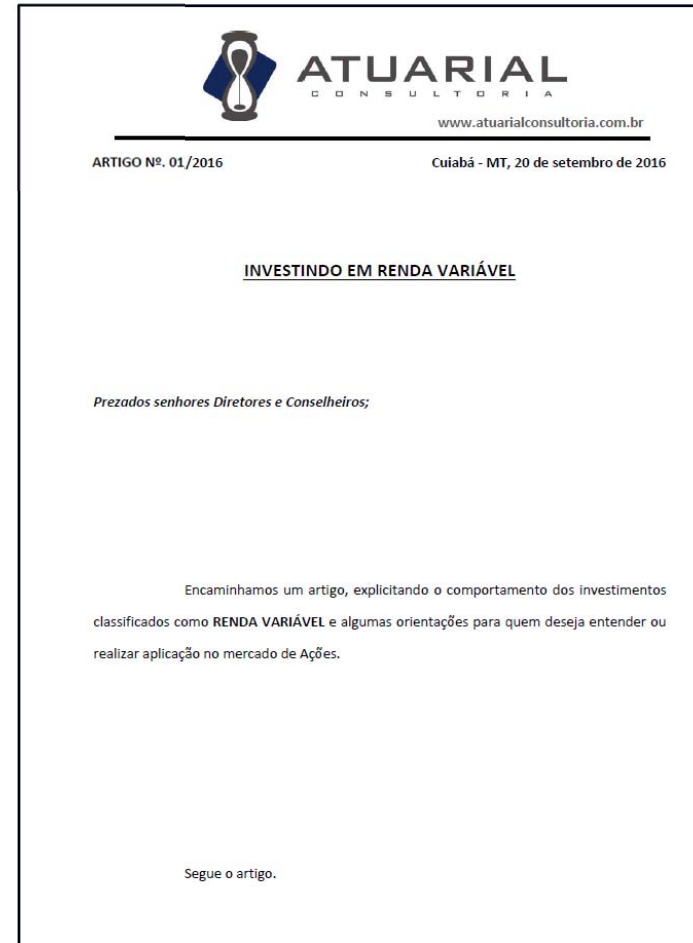 ATUARIAL
CONSULTORIA
www.atuarialconsultoria.com.br
ARTIGO Nº. 01/2016 Cuiabá - MT, 20 de setembro de 2016
INVESTINDO EM RENDA VARIÁVEL
Prezados senhores Diretores e Conselheiros;
Encaminhamos um artigo, explicitando o comportamento dos investimentos
classificados como RENDA VARIÁVEL e algumas orientações para quem deseja entender ou
realizar aplicação no mercado de Ações.
Segue o artigo.